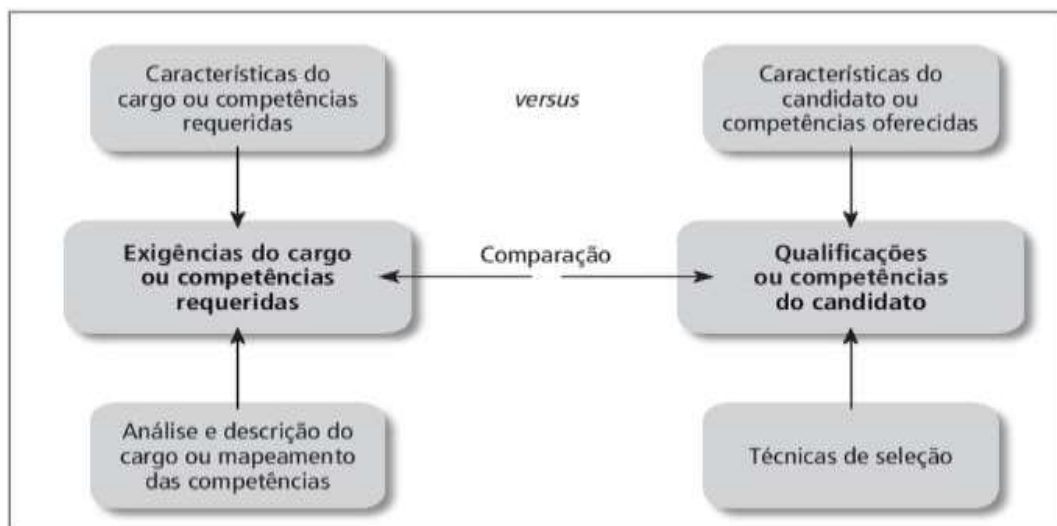 Características do
cargo ou competências
requeridas
versus
Características do
candidato ou
competências oferecidas
Exigências do cargo
ou competências
requeridas
Comparação
Qualificações
ou competências
do candidato
Análise e descrição do
cargo ou mapeamento
das competências
Técnicas de seleção